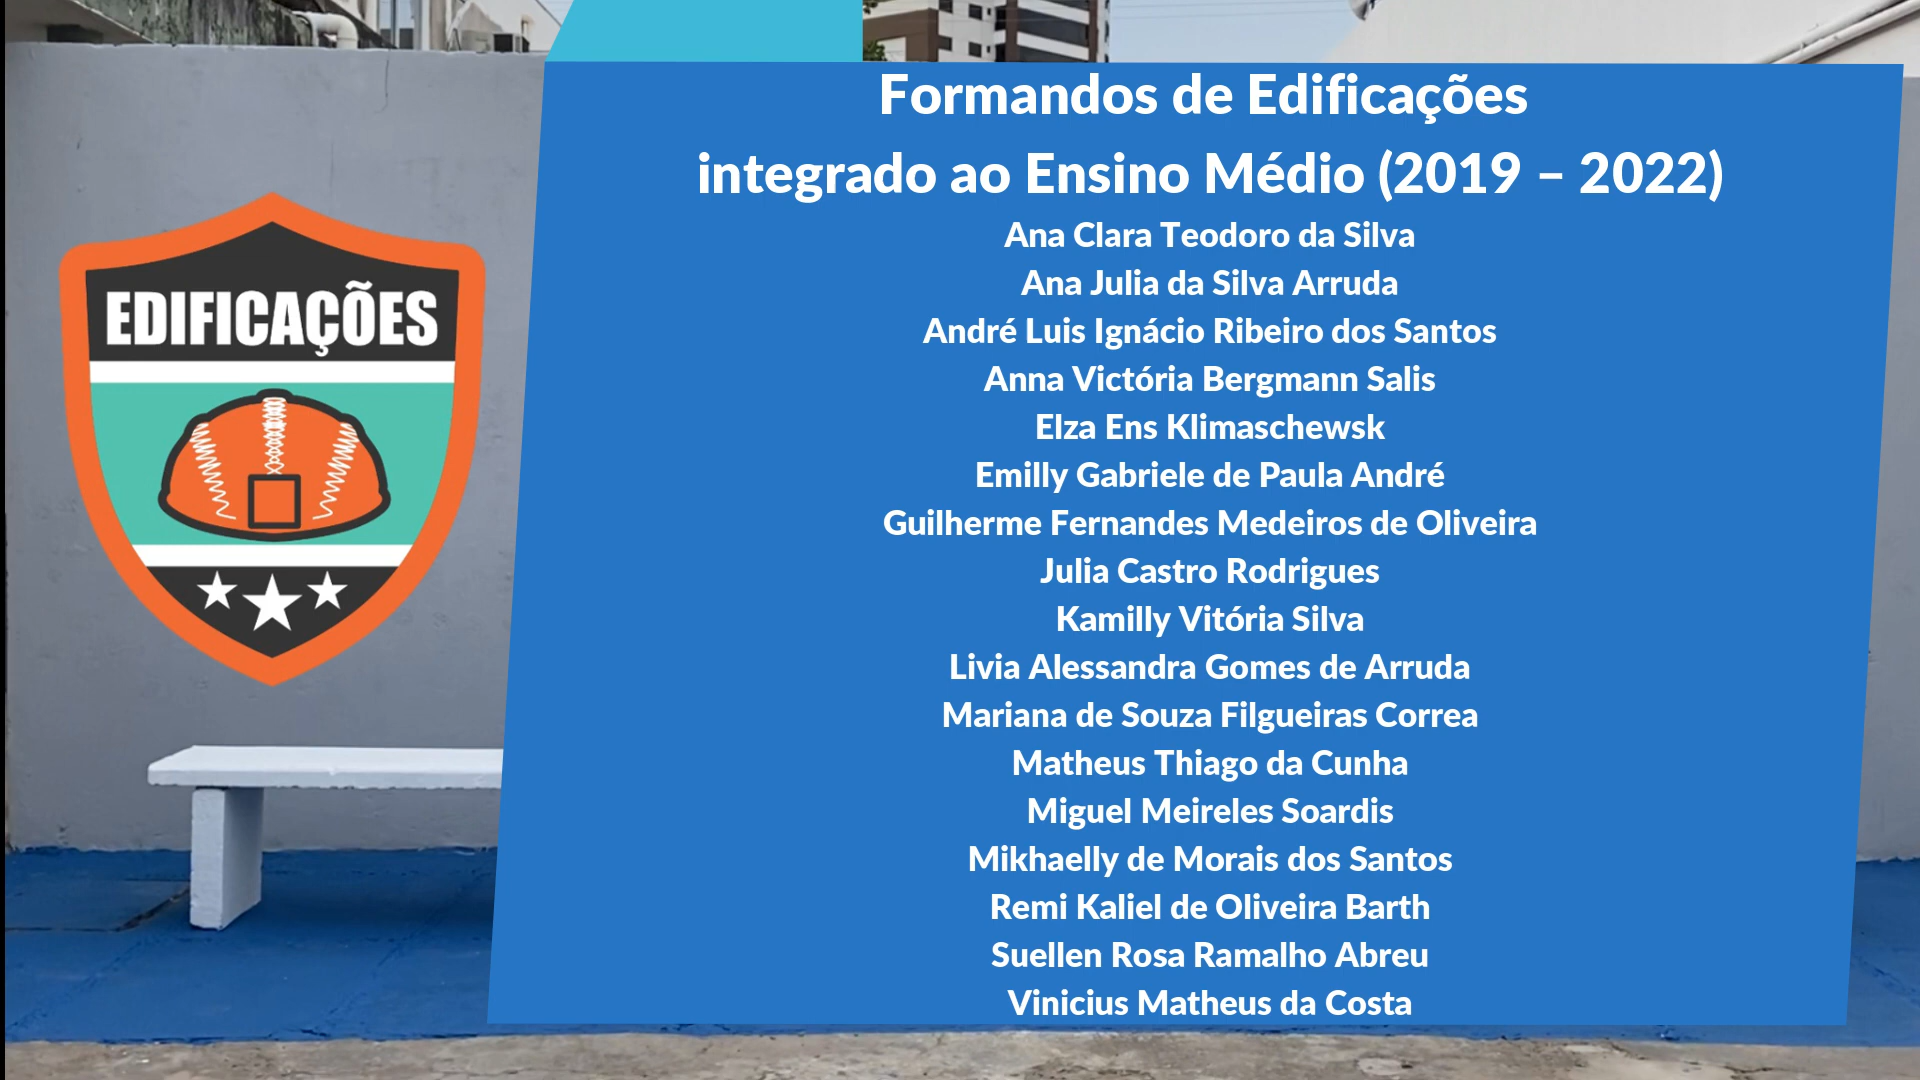 EDIFICAÇÕES
Formandos de Edificações
integrado ao Ensino Médio (2019 – 2022)
Ana Clara Teodoro da Silva
Ana Julia da Silva Arruda
André Luis Ignácio Ribeiro dos Santos
Anna Victória Bergmann Salis
Elza Ens Klimaschewsk
Emilly Gabriele de Paula André
Guilherme Fernandes Medeiros de Oliveira
Julia Castro Rodrigues
Kamilly Vitória Silva
Livia Alessandra Gomes de Arruda
Mariana de Souza Filgueiras Correa
Matheus Thiago da Cunha
Miguel Meireles Soardis
Mikhaelly de Morais dos Santos
Remi Kaliel de Oliveira Barth
Suellen Rosa Ramalho Abreu
Vinicius Matheus da Costa